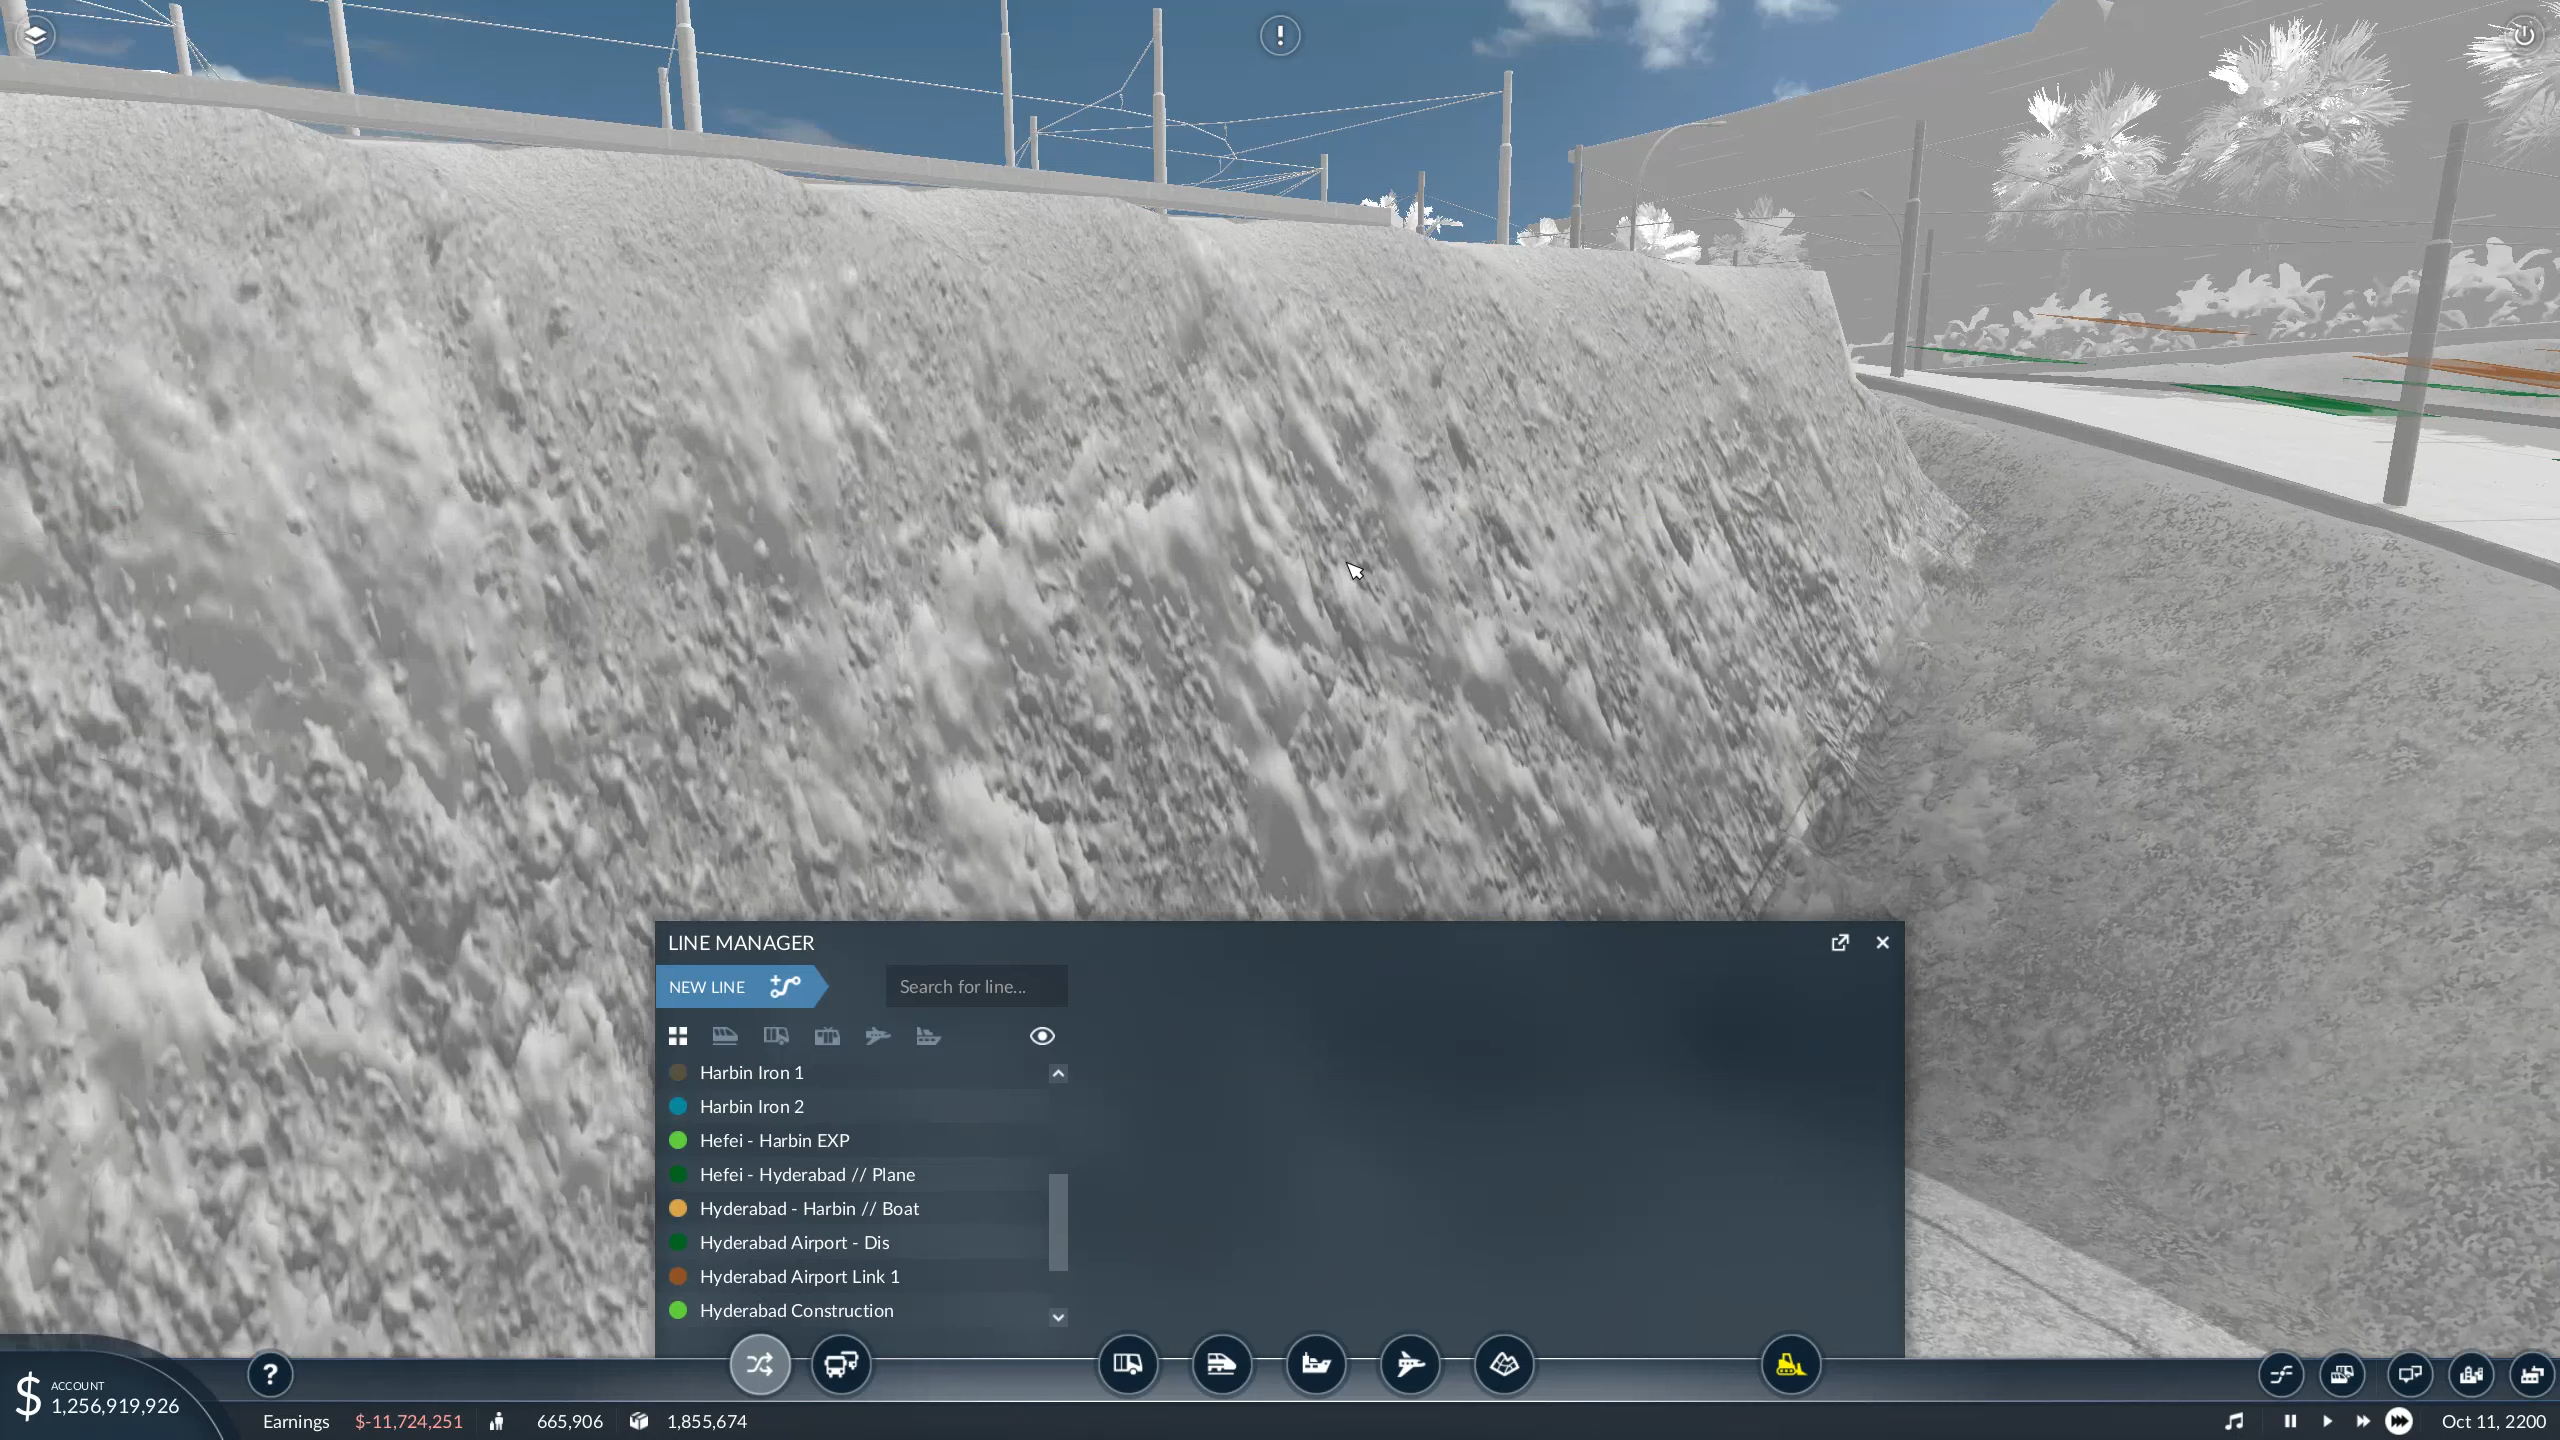 LINE MANAGER
NEW LINE
Search for line...
Harbin Iron 1
Harbin Iron 2
Hefei - Harbin EXP
Hefei - Hyderabad // Plane
Hyderabad - Harbin // Boat
Hyderabad Airport - Dis
Hyderabad Airport Link 1
Hyderabad Construction
?
$ ACCOUNT
1,256,919,926
Earnings $-11,724,251 665,906 1,855,674 Oct 11, 2200